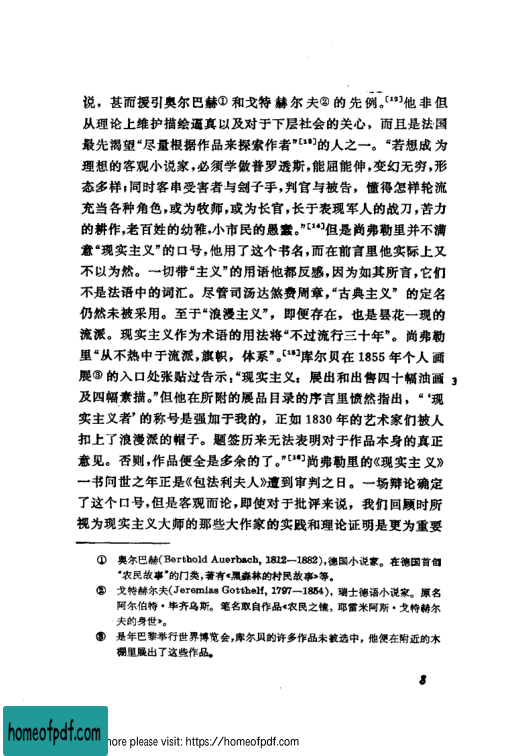 说，甚而援引奥尔巴赫①和戈特赫尔夫②的先例。[12]他非但
从理论上维护描绘逼真以及对于下层社会的关心，而且是法国
最先渴望“尽量根据作品来探索作者”[13]的人之一。“若想成为
理想的客观小说家，必须学做普罗透斯，能屈能伸，变幻无穷，形
态多样；同时客串受害者与刽子手，判官与被告，懂得怎样轮流
充当各种角色，或为牧师，或为长官，长于表现军人的战刀，苦力
的耕作，老百姓的幼稚，小市民的愚蠢。”[14]但是尚弗勒里并不满
意“现实主义”的口号，他用了这个书名，而在前言里他实际上又
不以为然。一切带“主义”的用语他都反感，因为如其所言，它们
不是法语中的词汇。尽管司汤达煞费周章，“古典主义”的定名
仍然未被采用。至于“浪漫主义”，即便存在，也是昙花一现的
流派。现实主义作为术语的用法将“不过流行三十年”。尚弗勒
里“从不热中于流派，旗帜，体系”。[15]库尔贝在1855年个人画
展③的入口处张贴过告示：“现实主义：展出和出售四十幅油画
及四幅素描。”但他在所附的展品目录的序言里愤然指出，“‘现
实主义者’的称号是强加于我的，正如1830年的艺术家们被人
扣上了浪漫派的帽子。题签历来无法表明对于作品本身的真正
意见。否则，作品便全是多余的了。”[16]尚弗勒里的《现实主义》
一书问世之年正是《包法利夫人》遭到审判之日。一场辩论确定
了这个口号，但是客观而论，即使对于批评来说，我们回顾时所
视为现实主义大师的那些大作家的实践和理论证明是更为重要
3
① 奥尔巴赫(Berthold Auerbach, 1812—1882)，德国小说家。在德国首创
“农民故事”的门类，著有《黑森林的村民故事》等。
② 戈特赫尔夫(Jeremias Gotthelf, 1797—1854)，瑞士德语小说家。原名
阿尔伯特·毕齐乌斯。笔名取自作品《农民之镜，耶雷米阿斯·戈特赫尔
夫的身世》。
③ 是年巴黎举行世界博览会，库尔贝的许多作品未被选中，他便在附近的木
棚里展出了这些作品。
3
homeofpdf.com
more please visit: https://homeofpdf.com